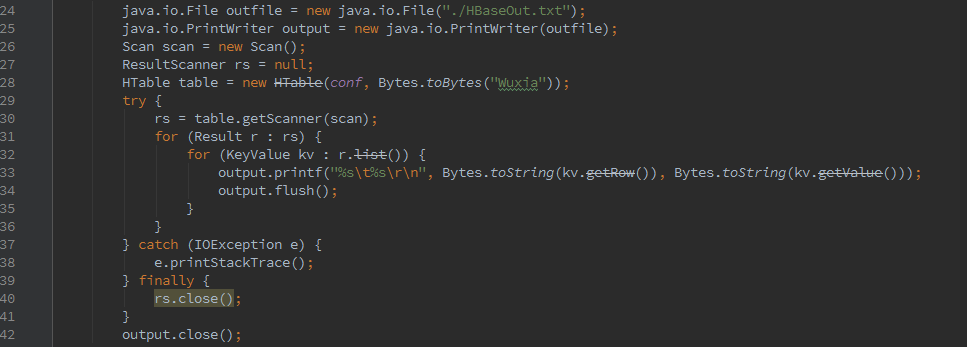 24 java.io.File outfile = new java.io.File("./HBaseOut.txt");
25 java.io.PrintWriter output = new java.io.PrintWriter(outfile);
26 Scan scan = new Scan();
27 ResultScanner rs = null;
28 HTable table = new HTable(conf, Bytes.toBytes("Wuxia"));
29 try {
30 rs = table.getScanner(scan);
31 for (Result r : rs) {
32 for (KeyValue kv : r.list()) {
33 output.printf("%s\t%s\r\n", Bytes.toString(kv.getRow()), Bytes.toString(kv.getValue()));
34 output.flush();
35 }
36 }
37 } catch (IOException e) {
38 e.printStackTrace();
39 } finally {
40 rs.close();
41 }
42 output.close();